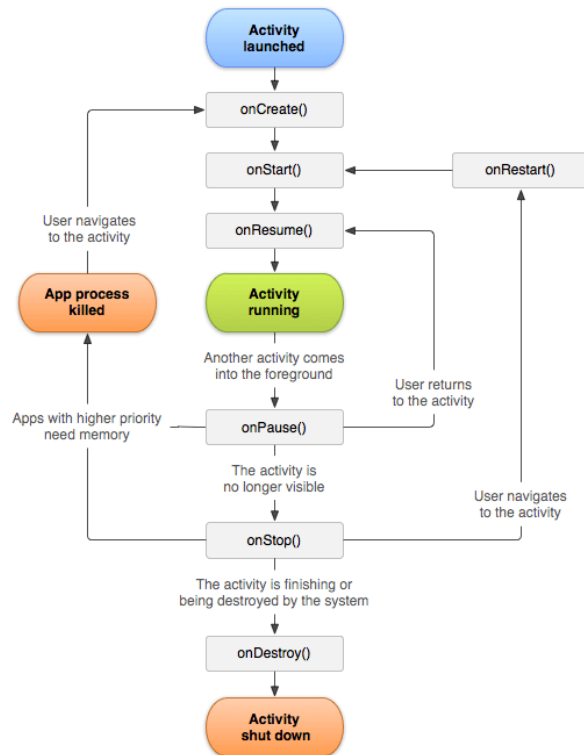 Activity
launched
onCreate()
onStart()
onRestart()
User navigates
to the activity
onResume()
App process
killed
Activity
running
Another activity comes
into the foreground
User returns
to the activity
Apps with higher priority
need memory
onPause()
The activity is
no longer visible
User navigates
to the activity
onStop()
The activity is finishing or
being destroyed by the system
onDestroy()
Activity
shut down